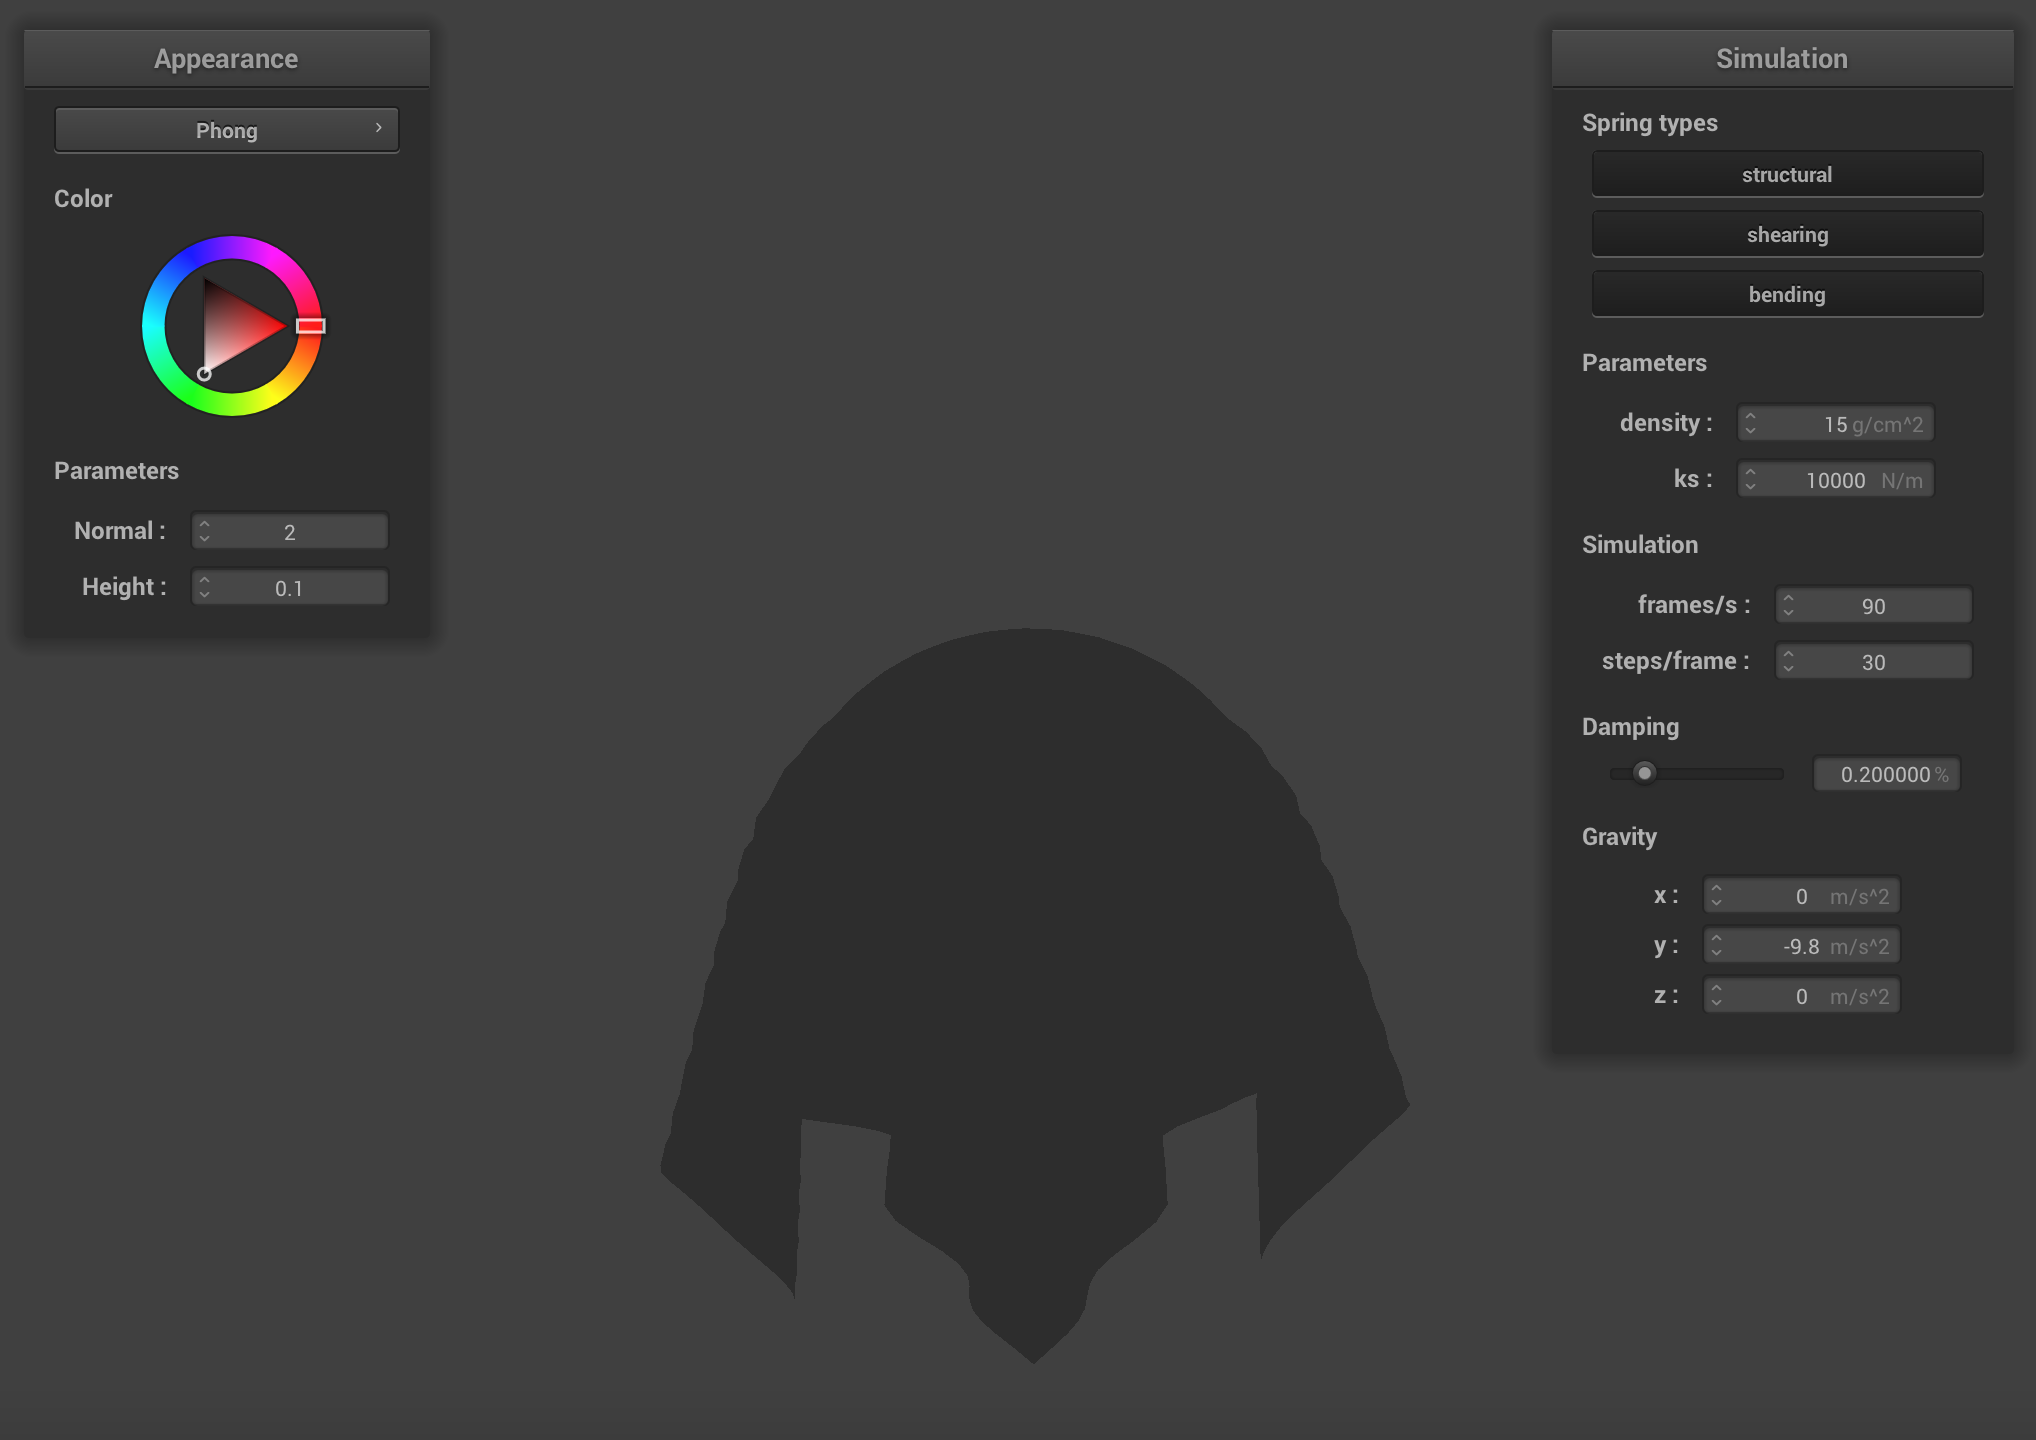 Appearance
Phong
Color
Parameters
Normal : 2
Height : 0.1
Simulation
Spring types
structural
shearing
bending
Parameters
density : 15 g/cm^2
ks : 10000 N/m
Simulation
frames/s : 90
steps/frame : 30
Damping
0.200000 %
Gravity
x : 0 m/s^2
y : -9.8 m/s^2
z : 0 m/s^2